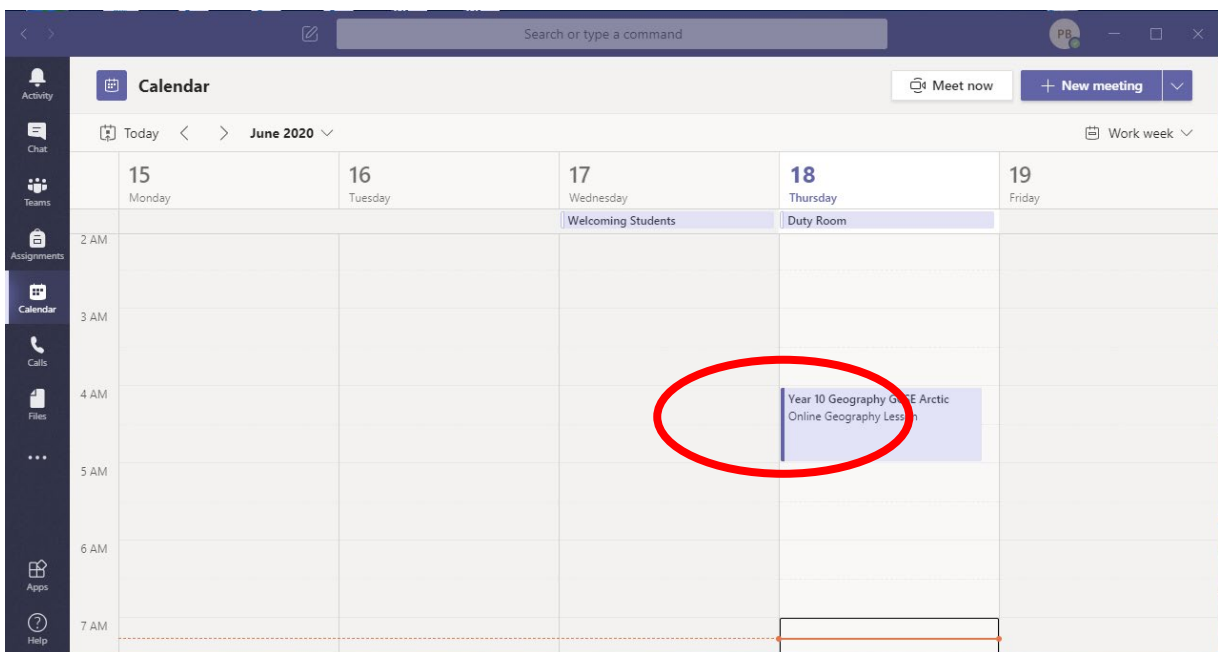 Search or type a command
PB
Activity
Chat
Teams
Assignments
Calendar
Calls
Files
Apps
Help
Calendar
Meet now
+ New meeting
Today
June 2020
Work week
15
Monday
16
Tuesday
17
Wednesday
18
Thursday
19
Friday
Welcoming Students
Duty Room
2 AM
3 AM
4 AM
Year 10 Geography GCSE Arctic
Online Geography Lesson
5 AM
6 AM
7 AM